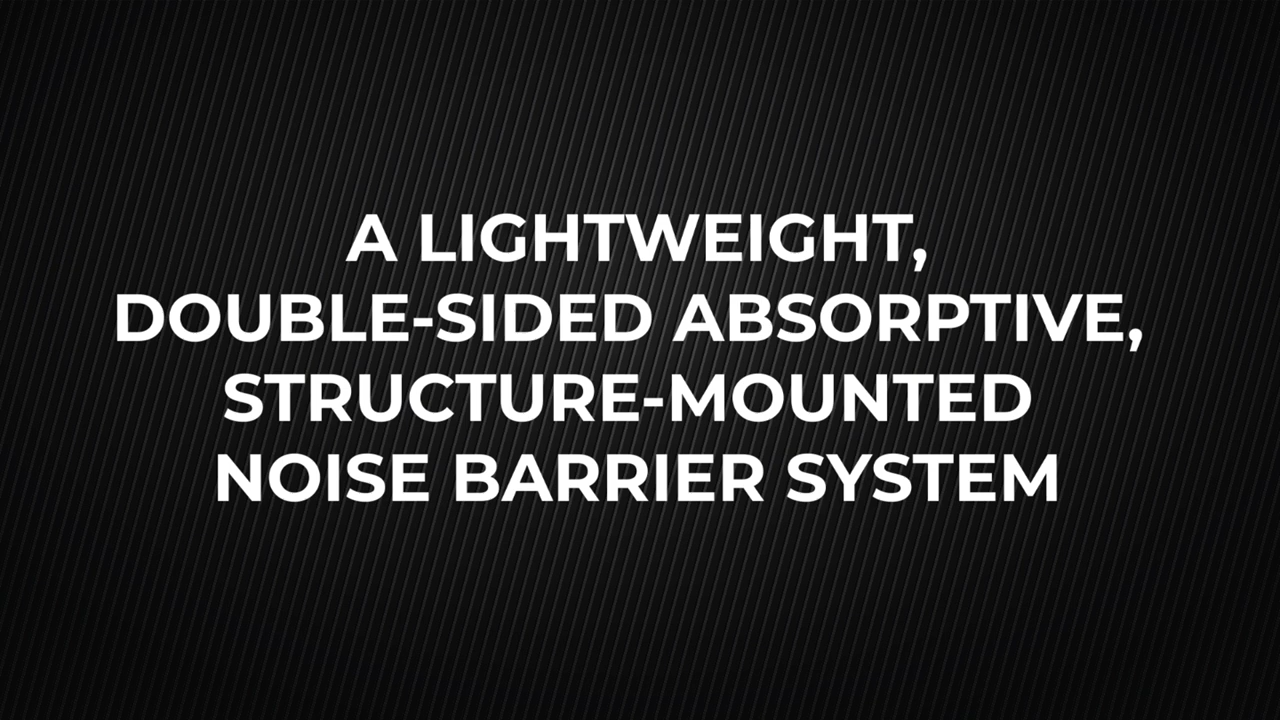 A LIGHTWEIGHT,
DOUBLE-SIDED ABSORPTIVE,
STRUCTURE-MOUNTED
NOISE BARRIER SYSTEM